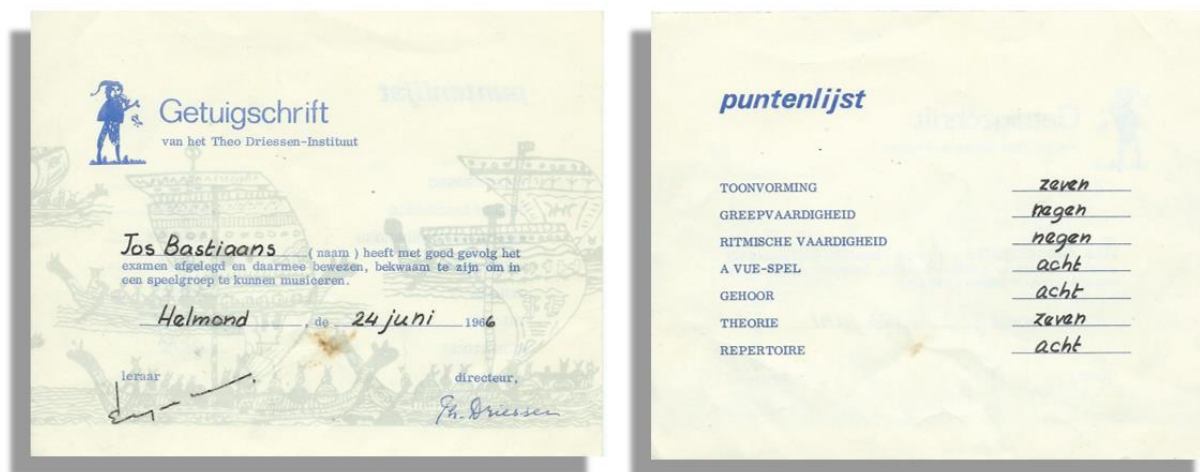 Getuigschrift
van het Theo Driessen-Instituut
Jos Bastiaans ( naam ) heeft met goed gevolg het
examen afgelegd en daarmee bewezen, bekwaam te zijn om in
een speelgroep te kunnen musiceren.
Helmond , de 24 juni 1966
leraar directeur,
Th. Driessen
puntenlijst
TOONVORMING zeven
GREEPVAARDIGHEID negen
RITMISCHE VAARDIGHEID negen
A VUE-SPEL acht
GEHOOR acht
THEORIE zeven
REPERTOIRE acht